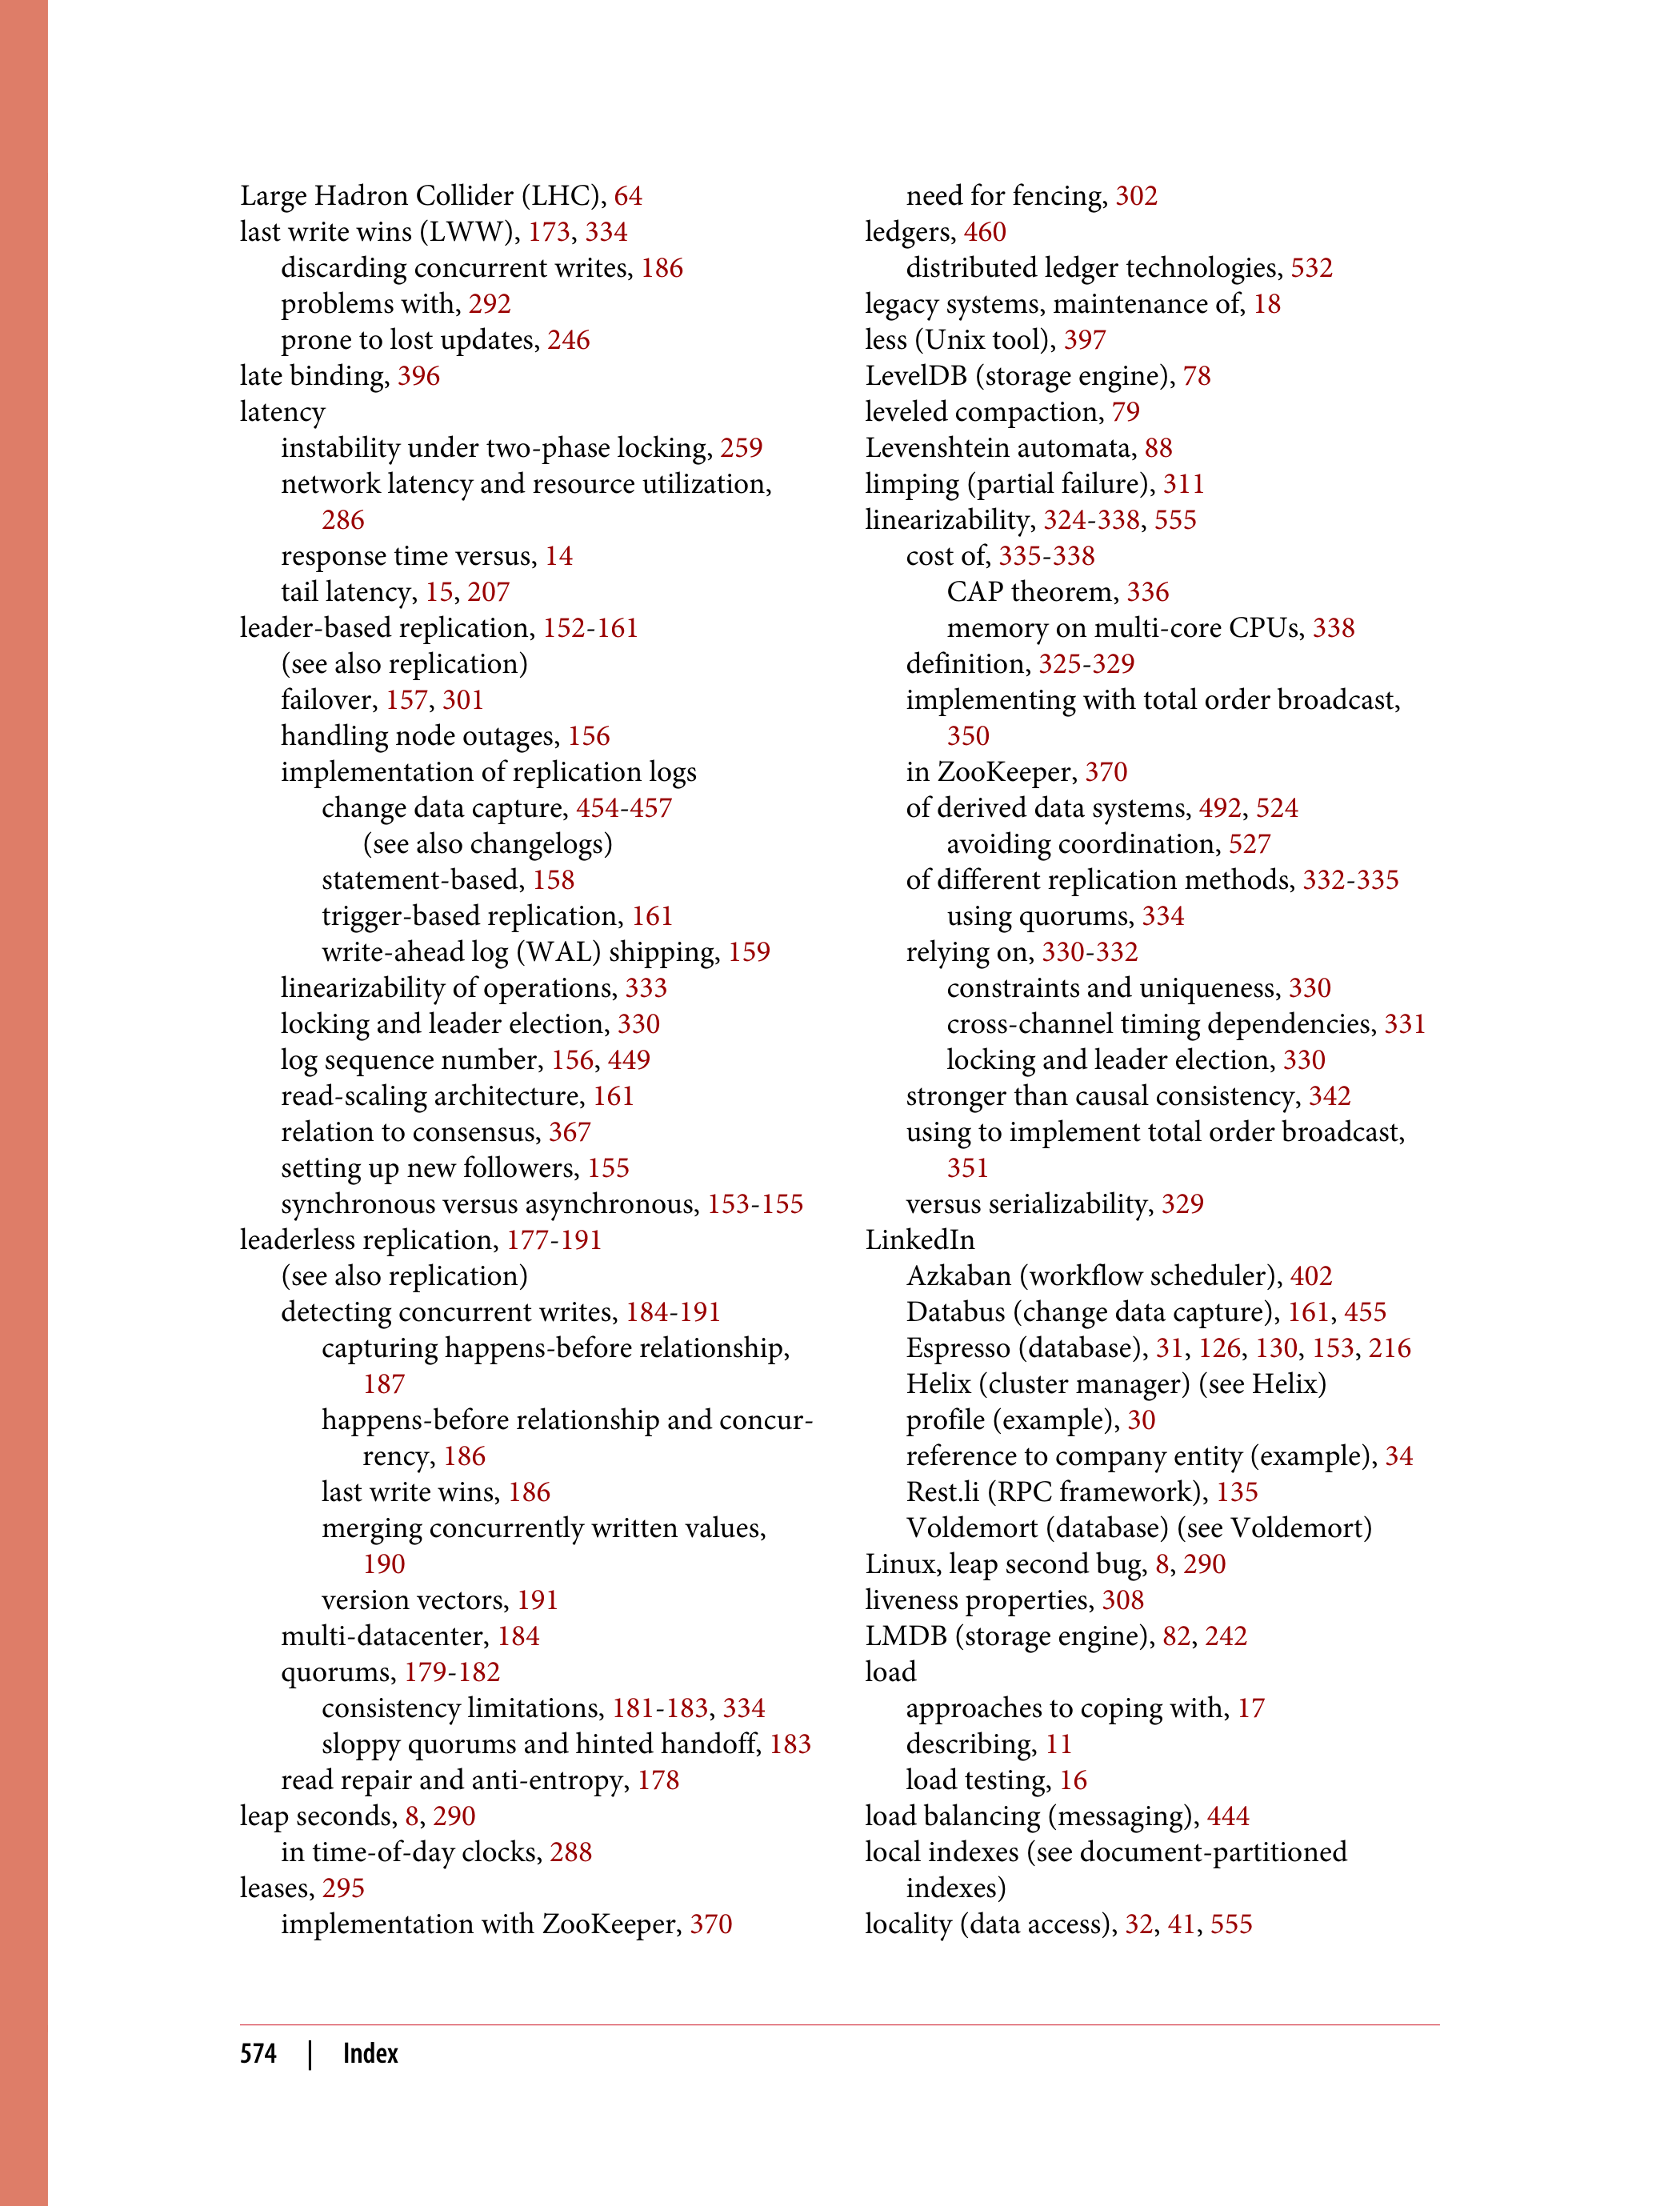 Large Hadron Collider (LHC), 64
last write wins (LWW), 173, 334
discarding concurrent writes, 186
problems with, 292
prone to lost updates, 246
late binding, 396
latency
instability under two-phase locking, 259
network latency and resource utilization,
286
response time versus, 14
tail latency, 15, 207
leader-based replication, 152-161
(see also replication)
failover, 157, 301
handling node outages, 156
implementation of replication logs
change data capture, 454-457
(see also changelogs)
statement-based, 158
trigger-based replication, 161
write-ahead log (WAL) shipping, 159
linearizability of operations, 333
locking and leader election, 330
log sequence number, 156, 449
read-scaling architecture, 161
relation to consensus, 367
setting up new followers, 155
synchronous versus asynchronous, 153-155
leaderless replication, 177-191
(see also replication)
detecting concurrent writes, 184-191
capturing happens-before relationship,
187
happens-before relationship and concur-
rency, 186
last write wins, 186
merging concurrently written values,
190
version vectors, 191
multi-datacenter, 184
quorums, 179-182
consistency limitations, 181-183, 334
sloppy quorums and hinted handoff, 183
read repair and anti-entropy, 178
leap seconds, 8, 290
in time-of-day clocks, 288
leases, 295
implementation with ZooKeeper, 370
need for fencing, 302
ledgers, 460
distributed ledger technologies, 532
legacy systems, maintenance of, 18
less (Unix tool), 397
LevelDB (storage engine), 78
leveled compaction, 79
Levenshtein automata, 88
limping (partial failure), 311
linearizability, 324-338, 555
cost of, 335-338
CAP theorem, 336
memory on multi-core CPUs, 338
definition, 325-329
implementing with total order broadcast,
350
in ZooKeeper, 370
of derived data systems, 492, 524
avoiding coordination, 527
of different replication methods, 332-335
using quorums, 334
relying on, 330-332
constraints and uniqueness, 330
cross-channel timing dependencies, 331
locking and leader election, 330
stronger than causal consistency, 342
using to implement total order broadcast,
351
versus serializability, 329
LinkedIn
Azkaban (workflow scheduler), 402
Databus (change data capture), 161, 455
Espresso (database), 31, 126, 130, 153, 216
Helix (cluster manager) (see Helix)
profile (example), 30
reference to company entity (example), 34
Rest.li (RPC framework), 135
Voldemort (database) (see Voldemort)
Linux, leap second bug, 8, 290
liveness properties, 308
LMDB (storage engine), 82, 242
load
approaches to coping with, 17
describing, 11
load testing, 16
load balancing (messaging), 444
local indexes (see document-partitioned
indexes)
locality (data access), 32, 41, 555
574 | Index